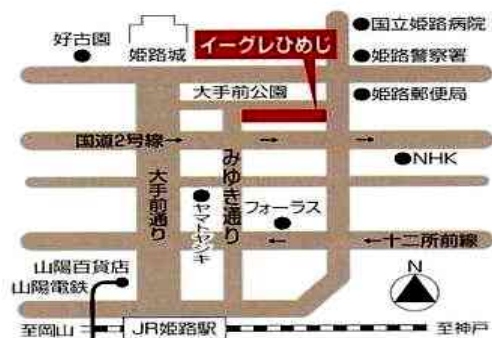 国立姫路病院
好古園
姫路城
イーグレひめじ
姫路警察署
大手前公園
姫路郵便局
国道2号線→
→
→
NHK
大手前通り
みゆき通り
ヤマトヤシキ
フォーラス
←
←十二所前線
山陽百貨店
山陽電鉄
N
至岡山
JR姫路駅
至神戸